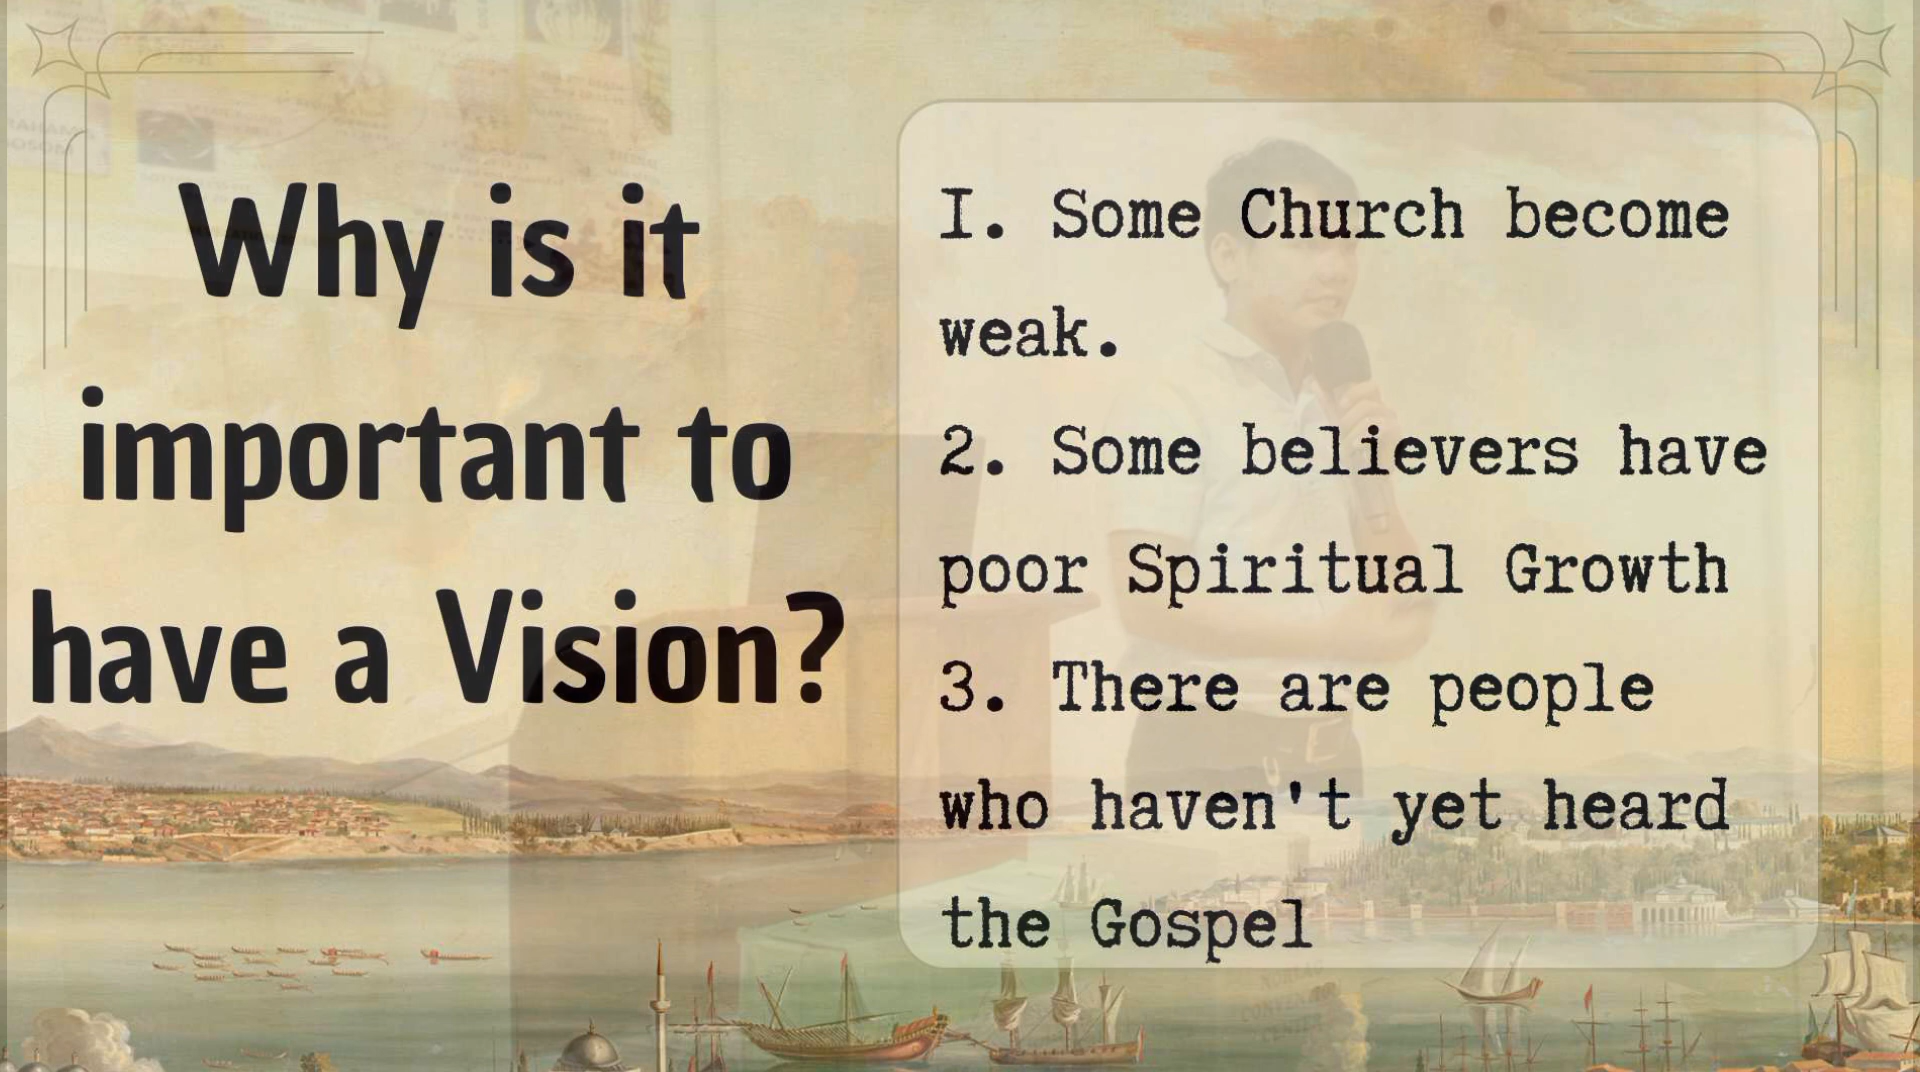 Why is it
important to
have a Vision?
I. Some Church become
weak.
2. Some believers have
poor Spiritual Growth
3. There are people
who haven't yet heard
the Gospel